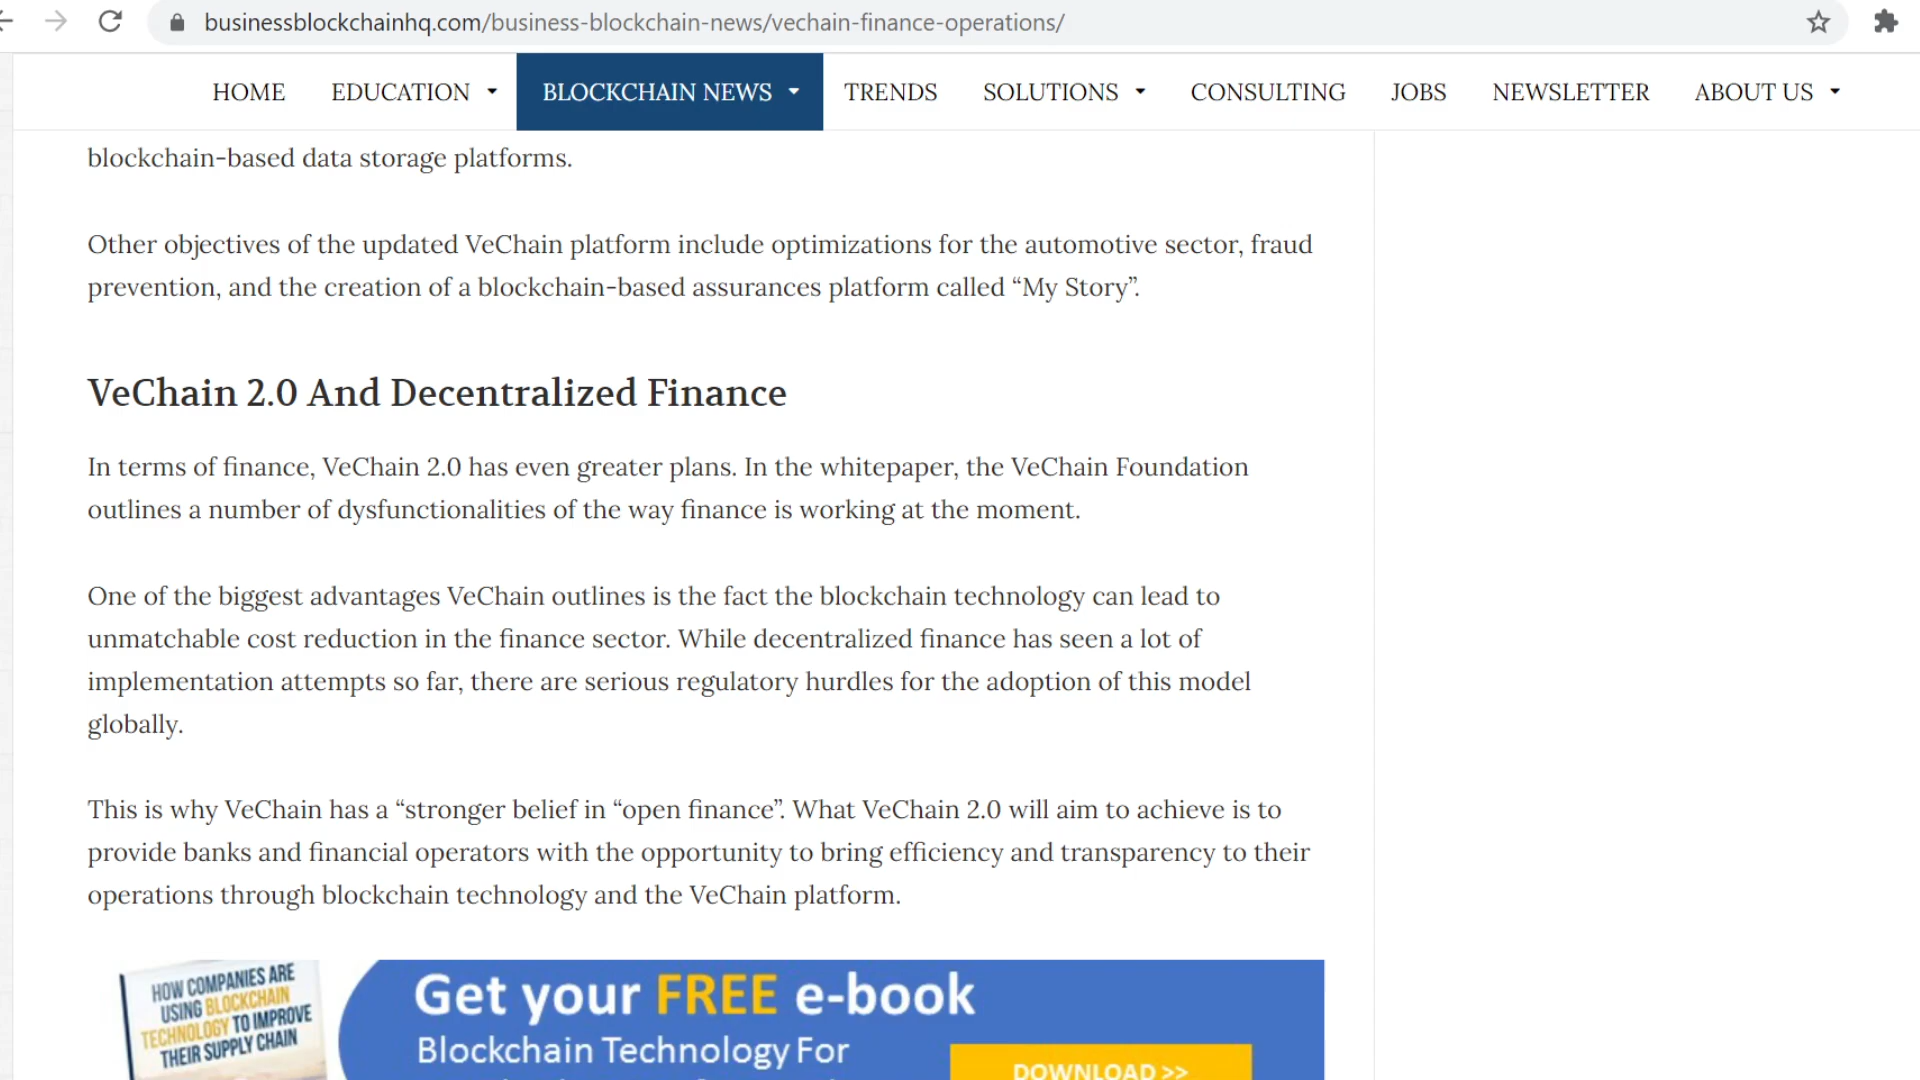 businessblockchainhq.com/business-blockchain-news/vechain-finance-operations/
HOME EDUCATION BLOCKCHAIN NEWS TRENDS SOLUTIONS CONSULTING JOBS NEWSLETTER ABOUT US
blockchain-based data storage platforms.
Other objectives of the updated VeChain platform include optimizations for the automotive sector, fraud
prevention, and the creation of a blockchain-based assurances platform called “My Story”.
VeChain 2.0 And Decentralized Finance
In terms of finance, VeChain 2.0 has even greater plans. In the whitepaper, the VeChain Foundation
outlines a number of dysfunctionalities of the way finance is working at the moment.
One of the biggest advantages VeChain outlines is the fact the blockchain technology can lead to
unmatchable cost reduction in the finance sector. While decentralized finance has seen a lot of
implementation attempts so far, there are serious regulatory hurdles for the adoption of this model
globally.
This is why VeChain has a “stronger belief in “open finance”. What VeChain 2.0 will aim to achieve is to
provide banks and financial operators with the opportunity to bring efficiency and transparency to their
operations through blockchain technology and the VeChain platform.
HOW COMPANIES ARE
USING BLOCKCHAIN
TECHNOLOGY TO IMPROVE
THEIR SUPPLY CHAIN
Get your FREE e-book
Blockchain Technology For
DOWNLOAD >>